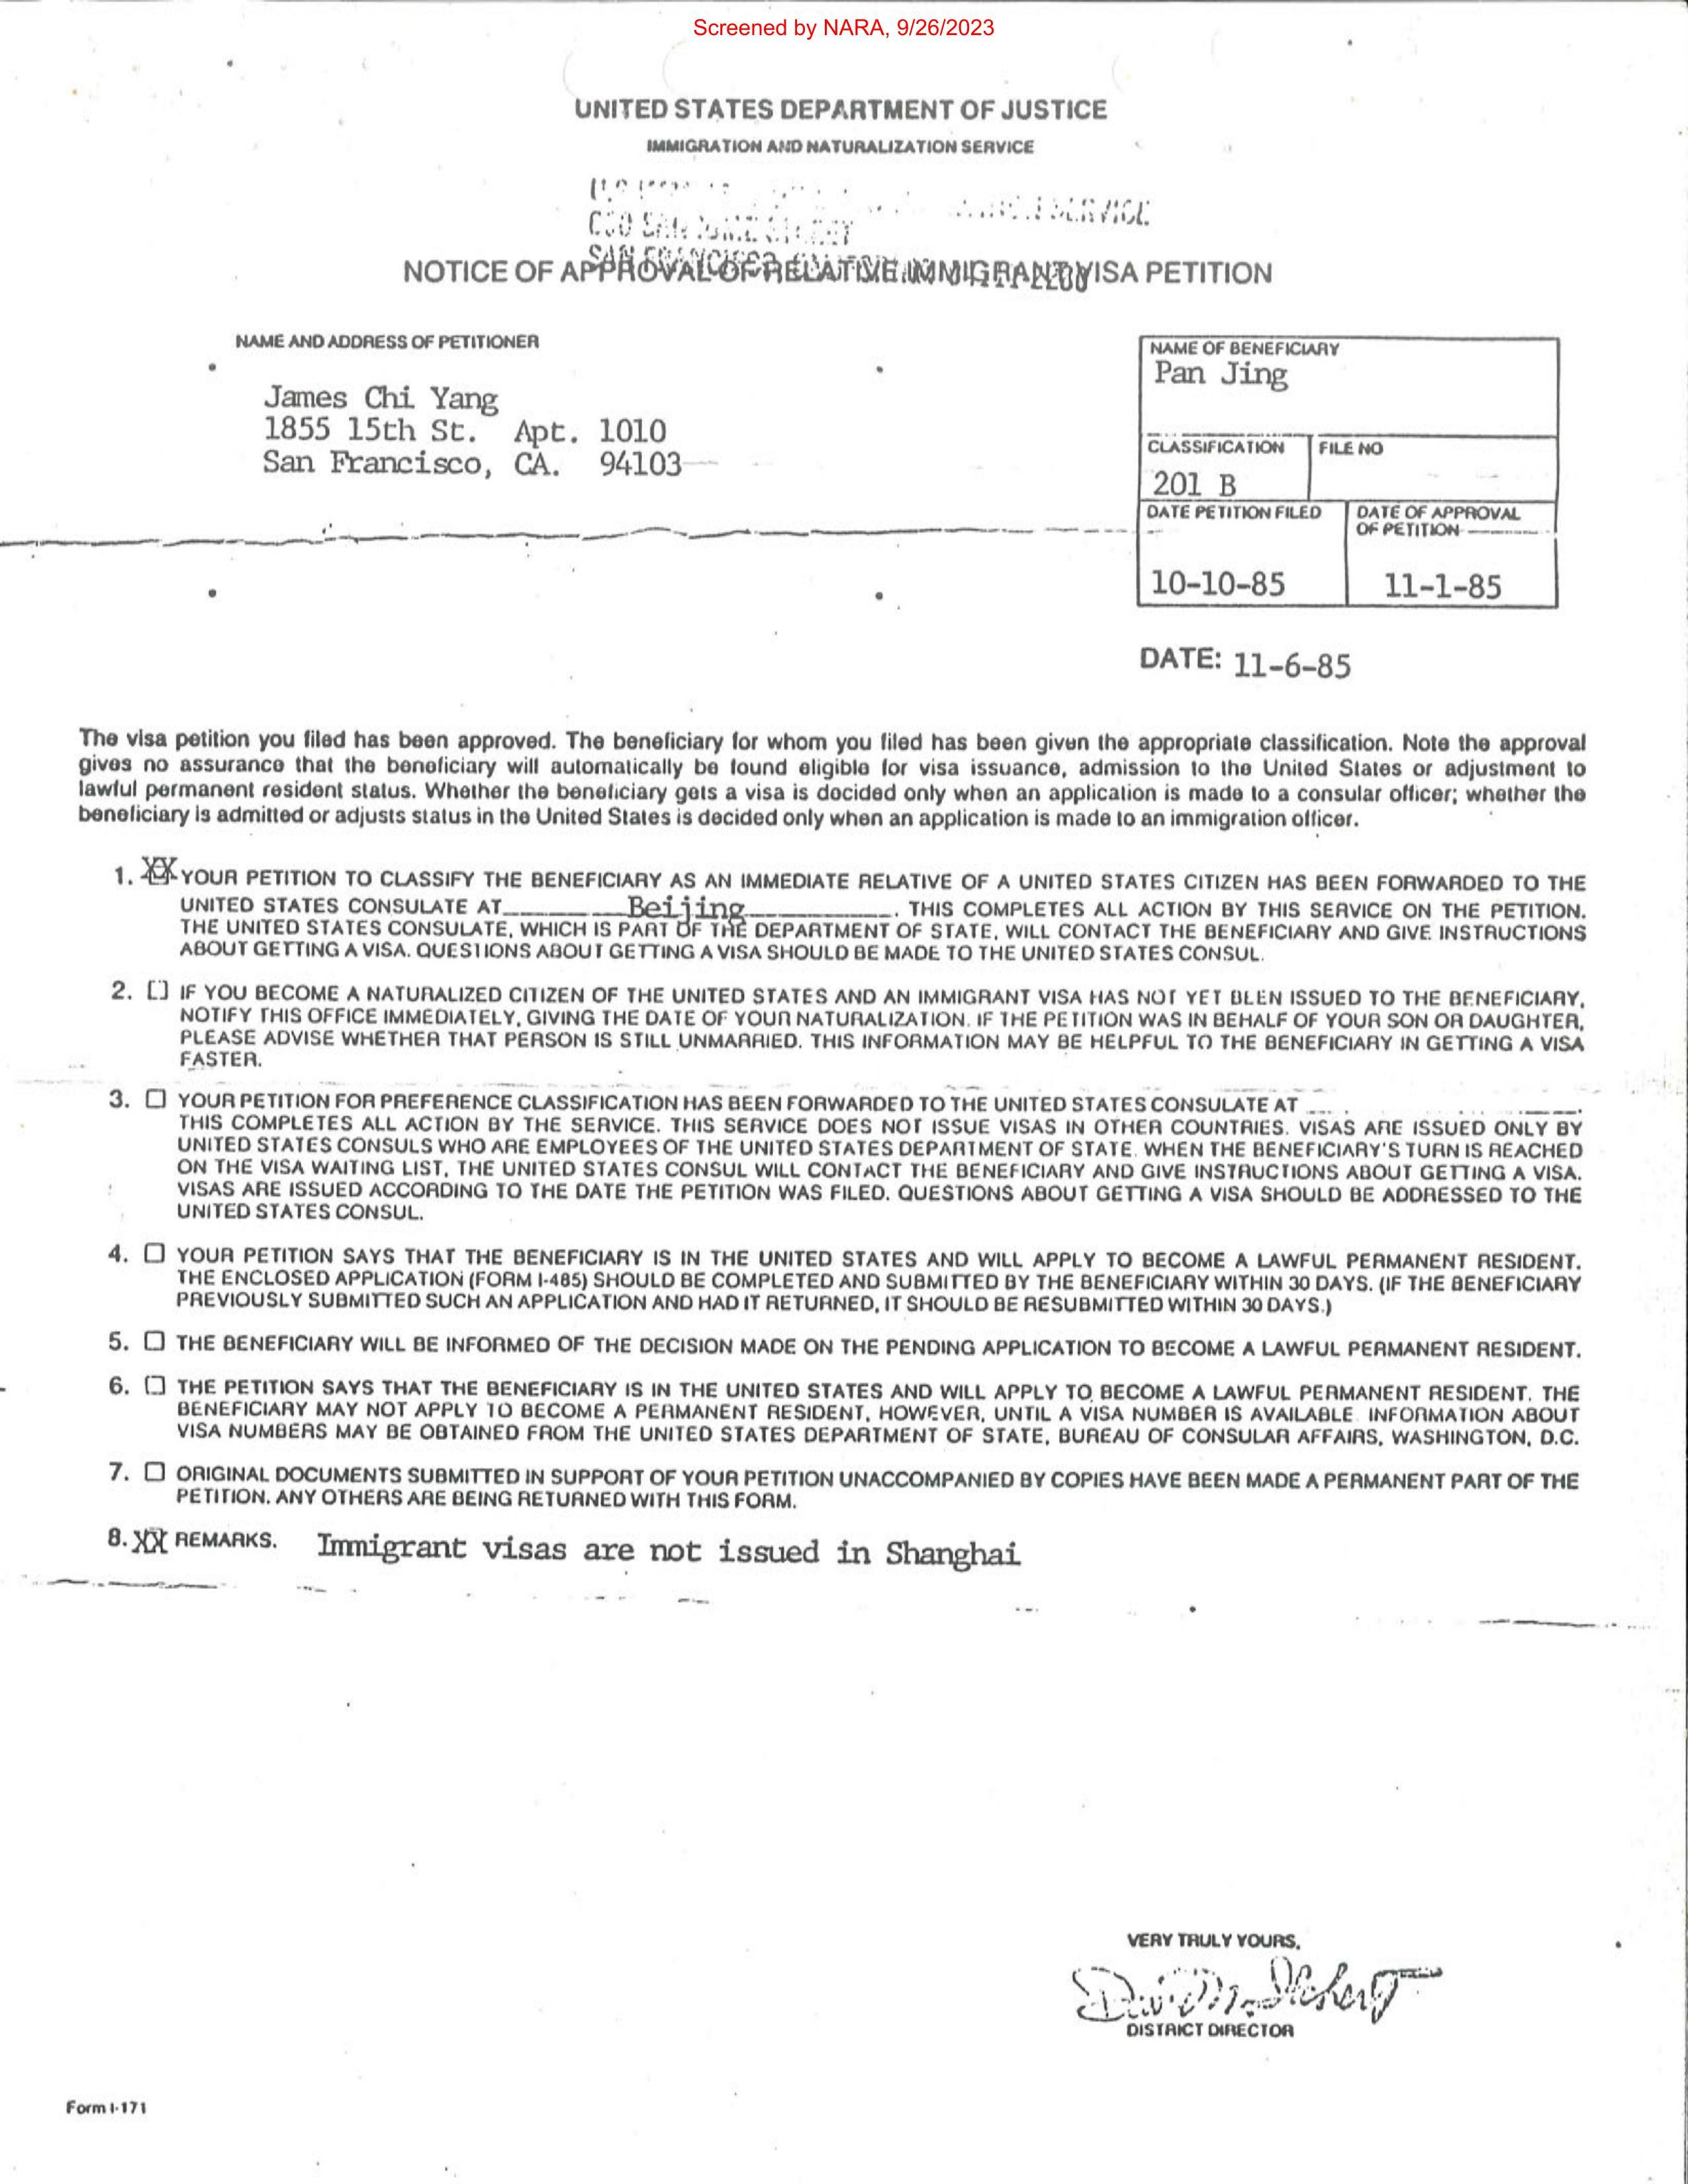 Screened by NARA, 9/26/2023
UNITED STATES DEPARTMENT OF JUSTICE
IMMIGRATION AND NATURALIZATION SERVICE
SERVICE
NOTICE OF APPROVAL OF RELATIVE IMMIGRANT VISA PETITION
NAME AND ADDRESS OF PETITIONER
James Chi Yang
1855 15th St. Apt. 1010
San Francisco, CA. 94103
NAME OF BENEFICIARY
Pan Jing
CLASSIFICATION FILE NO
201 B
DATE PETITION FILED DATE OF APPROVAL
OF PETITION
10-10-85 11-1-85
DATE: 11-6-85
The visa petition you filed has been approved. The beneficiary for whom you filed has been given the appropriate classification. Note the approval
gives no assurance that the beneficiary will automatically be found eligible for visa issuance, admission to the United States or adjustment to
lawful permanent resident status. Whether the beneficiary gets a visa is decided only when an application is made to a consular officer; whether the
beneficiary is admitted or adjusts status in the United States is decided only when an application is made to an immigration officer.
1. XX YOUR PETITION TO CLASSIFY THE BENEFICIARY AS AN IMMEDIATE RELATIVE OF A UNITED STATES CITIZEN HAS BEEN FORWARDED TO THE
UNITED STATES CONSULATE AT Beijing. THIS COMPLETES ALL ACTION BY THIS SERVICE ON THE PETITION.
THE UNITED STATES CONSULATE, WHICH IS PART OF THE DEPARTMENT OF STATE, WILL CONTACT THE BENEFICIARY AND GIVE INSTRUCTIONS
ABOUT GETTING A VISA. QUESTIONS ABOUT GETTING A VISA SHOULD BE MADE TO THE UNITED STATES CONSUL.
2. [] IF YOU BECOME A NATURALIZED CITIZEN OF THE UNITED STATES AND AN IMMIGRANT VISA HAS NOT YET BEEN ISSUED TO THE BENEFICIARY,
NOTIFY THIS OFFICE IMMEDIATELY, GIVING THE DATE OF YOUR NATURALIZATION. IF THE PETITION WAS IN BEHALF OF YOUR SON OR DAUGHTER,
PLEASE ADVISE WHETHER THAT PERSON IS STILL UNMARRIED. THIS INFORMATION MAY BE HELPFUL TO THE BENEFICIARY IN GETTING A VISA
FASTER.
3. ☐ YOUR PETITION FOR PREFERENCE CLASSIFICATION HAS BEEN FORWARDED TO THE UNITED STATES CONSULATE AT .
THIS COMPLETES ALL ACTION BY THE SERVICE. THIS SERVICE DOES NOT ISSUE VISAS IN OTHER COUNTRIES. VISAS ARE ISSUED ONLY BY
UNITED STATES CONSULS WHO ARE EMPLOYEES OF THE UNITED STATES DEPARTMENT OF STATE. WHEN THE BENEFICIARY'S TURN IS REACHED
ON THE VISA WAITING LIST, THE UNITED STATES CONSUL WILL CONTACT THE BENEFICIARY AND GIVE INSTRUCTIONS ABOUT GETTING A VISA.
VISAS ARE ISSUED ACCORDING TO THE DATE THE PETITION WAS FILED. QUESTIONS ABOUT GETTING A VISA SHOULD BE ADDRESSED TO THE
UNITED STATES CONSUL.
4. ☐ YOUR PETITION SAYS THAT THE BENEFICIARY IS IN THE UNITED STATES AND WILL APPLY TO BECOME A LAWFUL PERMANENT RESIDENT.
THE ENCLOSED APPLICATION (FORM I-485) SHOULD BE COMPLETED AND SUBMITTED BY THE BENEFICIARY WITHIN 30 DAYS. (IF THE BENEFICIARY
PREVIOUSLY SUBMITTED SUCH AN APPLICATION AND HAD IT RETURNED, IT SHOULD BE RESUBMITTED WITHIN 30 DAYS.)
5. ☐ THE BENEFICIARY WILL BE INFORMED OF THE DECISION MADE ON THE PENDING APPLICATION TO BECOME A LAWFUL PERMANENT RESIDENT.
6. ☐ THE PETITION SAYS THAT THE BENEFICIARY IS IN THE UNITED STATES AND WILL APPLY TO BECOME A LAWFUL PERMANENT RESIDENT. THE
BENEFICIARY MAY NOT APPLY TO BECOME A PERMANENT RESIDENT, HOWEVER, UNTIL A VISA NUMBER IS AVAILABLE. INFORMATION ABOUT
VISA NUMBERS MAY BE OBTAINED FROM THE UNITED STATES DEPARTMENT OF STATE, BUREAU OF CONSULAR AFFAIRS, WASHINGTON, D.C.
7. ☐ ORIGINAL DOCUMENTS SUBMITTED IN SUPPORT OF YOUR PETITION UNACCOMPANIED BY COPIES HAVE BEEN MADE A PERMANENT PART OF THE
PETITION. ANY OTHERS ARE BEING RETURNED WITH THIS FORM.
8. XX REMARKS. Immigrant visas are not issued in Shanghai
VERY TRULY YOURS,
DISTRICT DIRECTOR
Form I-171